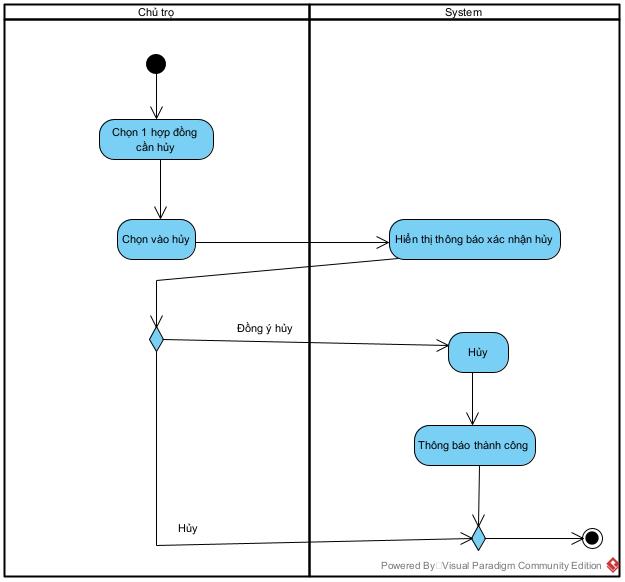 Chủ trọ
System
Chọn 1 hợp đồng
cần hủy
Chọn vào hủy
Hiển thị thông báo xác nhận hủy
Đồng ý hủy
Hủy
Thông báo thành công
Hủy
Powered By Visual Paradigm Community Edition